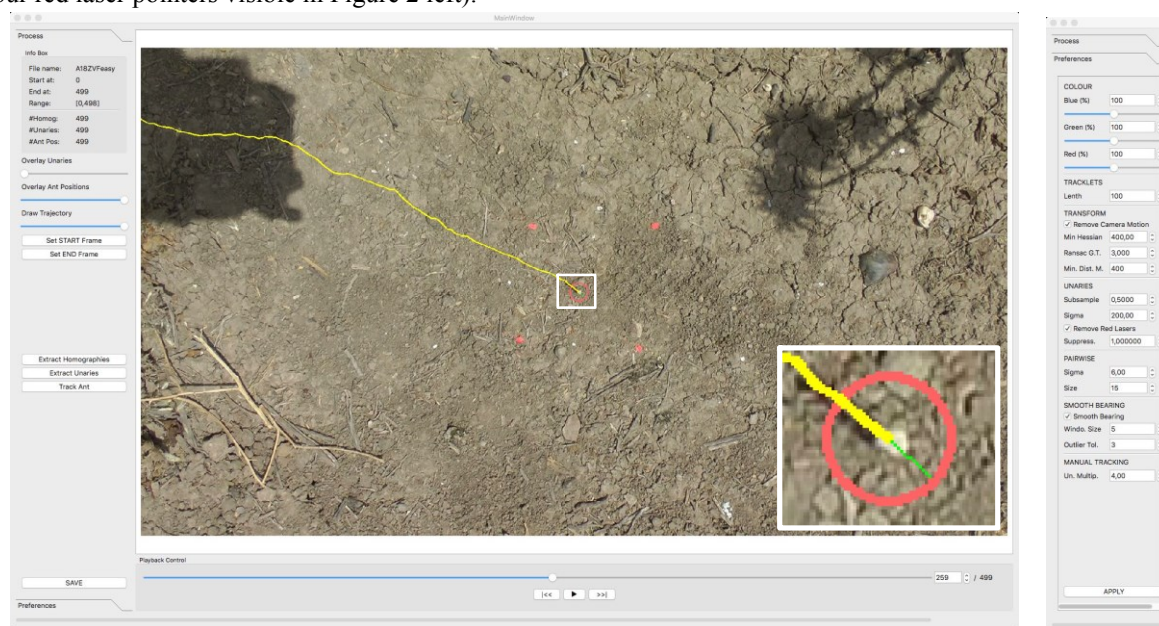 our red laser pointers visible in Figure 2 left).
MainWindow
Process
Info Box
File name: A18ZVFeasy
Start at: 0
End at: 499
Range: [0,498]
#Homog: 499
#Unaries: 499
#Ant Pos: 499
Overlay Unaries
Overlay Ant Positions
Draw Trajectory
Set START Frame
Set END Frame
Extract Homographies
Extract Unaries
Track Ant
SAVE
Preferences
Playback Control
259 / 499
|<< >>|
Process
Preferences
COLOUR
Blue (%) 100
Green (%) 100
Red (%) 100
TRACKLETS
Lenth 100
TRANSFORM
Remove Camera Motion
Min Hessian 400,00
Ransac G.T. 3,000
Min. Dist. M. 400
UNARIES
Subsample 0,5000
Sigma 200,00
Remove Red Lasers
Suppress. 1,000000
PAIRWISE
Sigma 6,00
Size 15
SMOOTH BEARING
Smooth Bearing
Windo. Size 5
Outlier Tol. 3
MANUAL TRACKING
Un. Multip. 4,00
APPLY